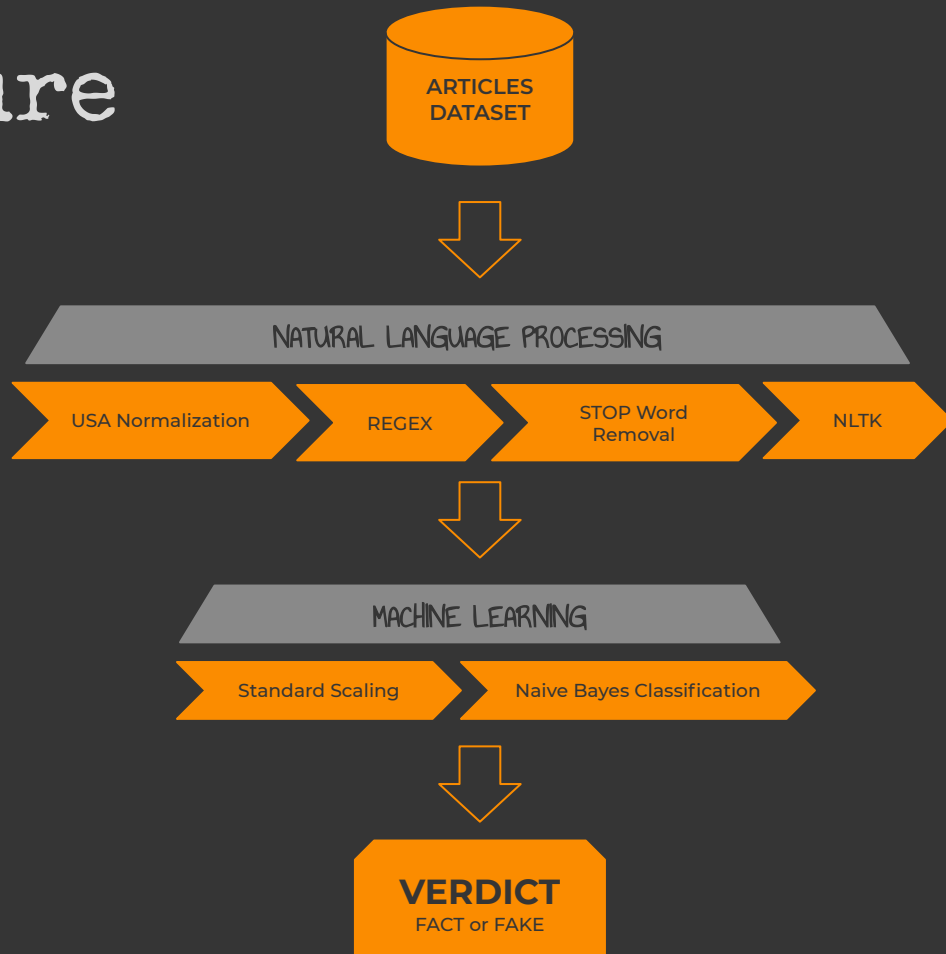 ure
ARTICLES
DATASET
NATURAL LANGUAGE PROCESSING
USA Normalization
REGEX
STOP Word
Removal
NLTK
MACHINE LEARNING
Standard Scaling
Naive Bayes Classification
VERDICT
FACT or FAKE